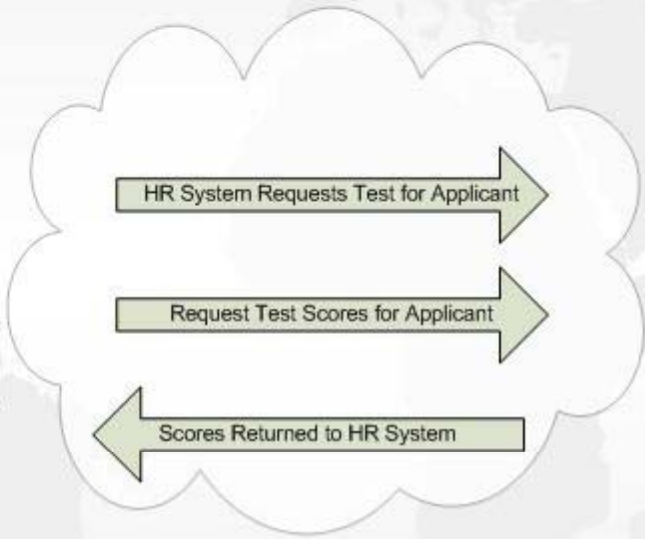 HR System Requests Test for Applicant
Request Test Scores for Applicant
Scores Returned to HR System